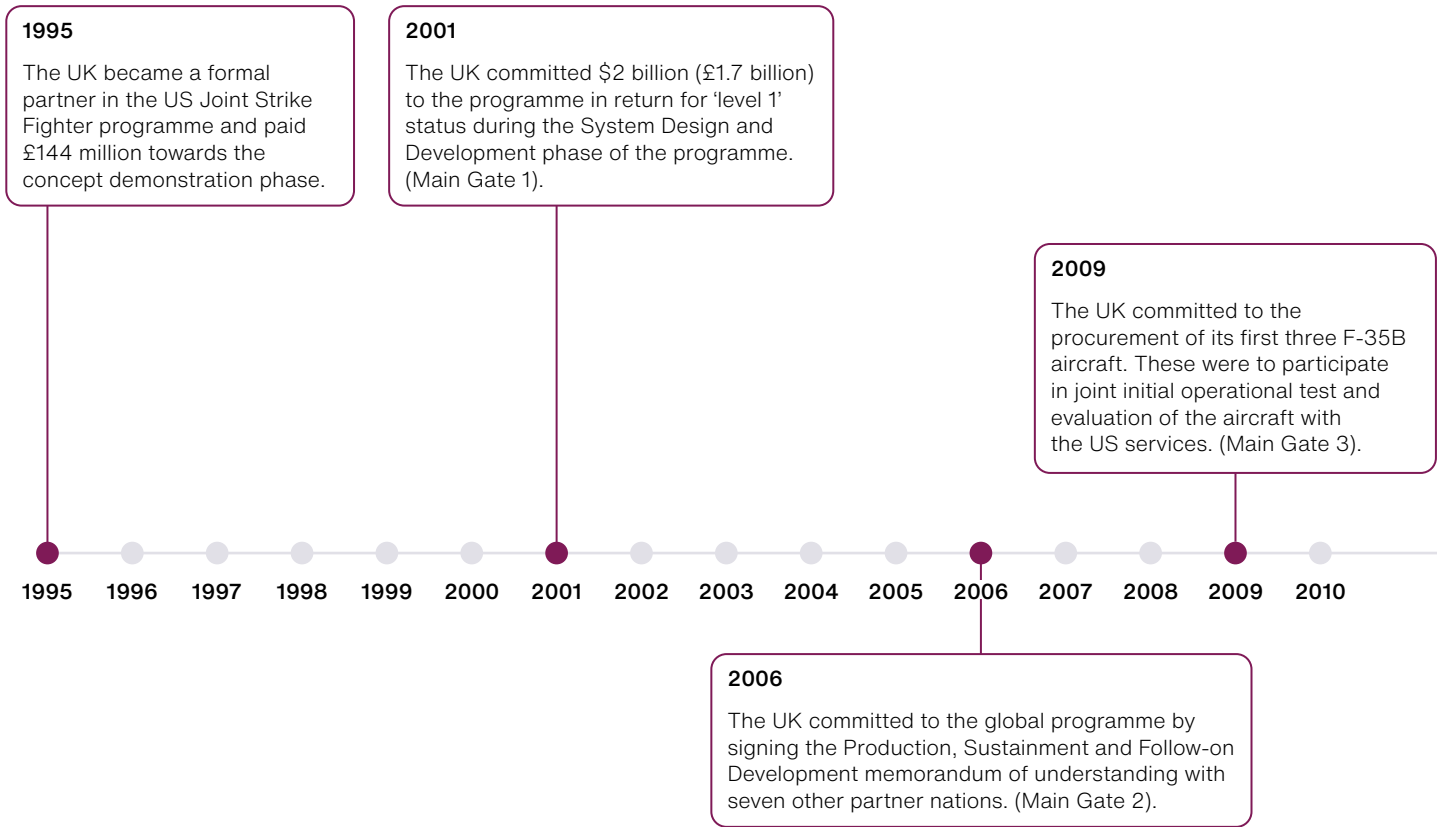 1995
The UK became a formal
partner in the US Joint Strike
Fighter programme and paid
£144 million towards the
concept demonstration phase.
2001
The UK committed $2 billion (£1.7 billion)
to the programme in return for ‘level 1’
status during the System Design and
Development phase of the programme.
(Main Gate 1).
2009
The UK committed to the
procurement of its first three F-35B
aircraft. These were to participate
in joint initial operational test and
evaluation of the aircraft with
the US services. (Main Gate 3).
1995 1996 1997 1998 1999 2000 2001 2002 2003 2004 2005 2006 2007 2008 2009 2010
2006
The UK committed to the global programme by
signing the Production, Sustainment and Follow-on
Development memorandum of understanding with
seven other partner nations. (Main Gate 2).